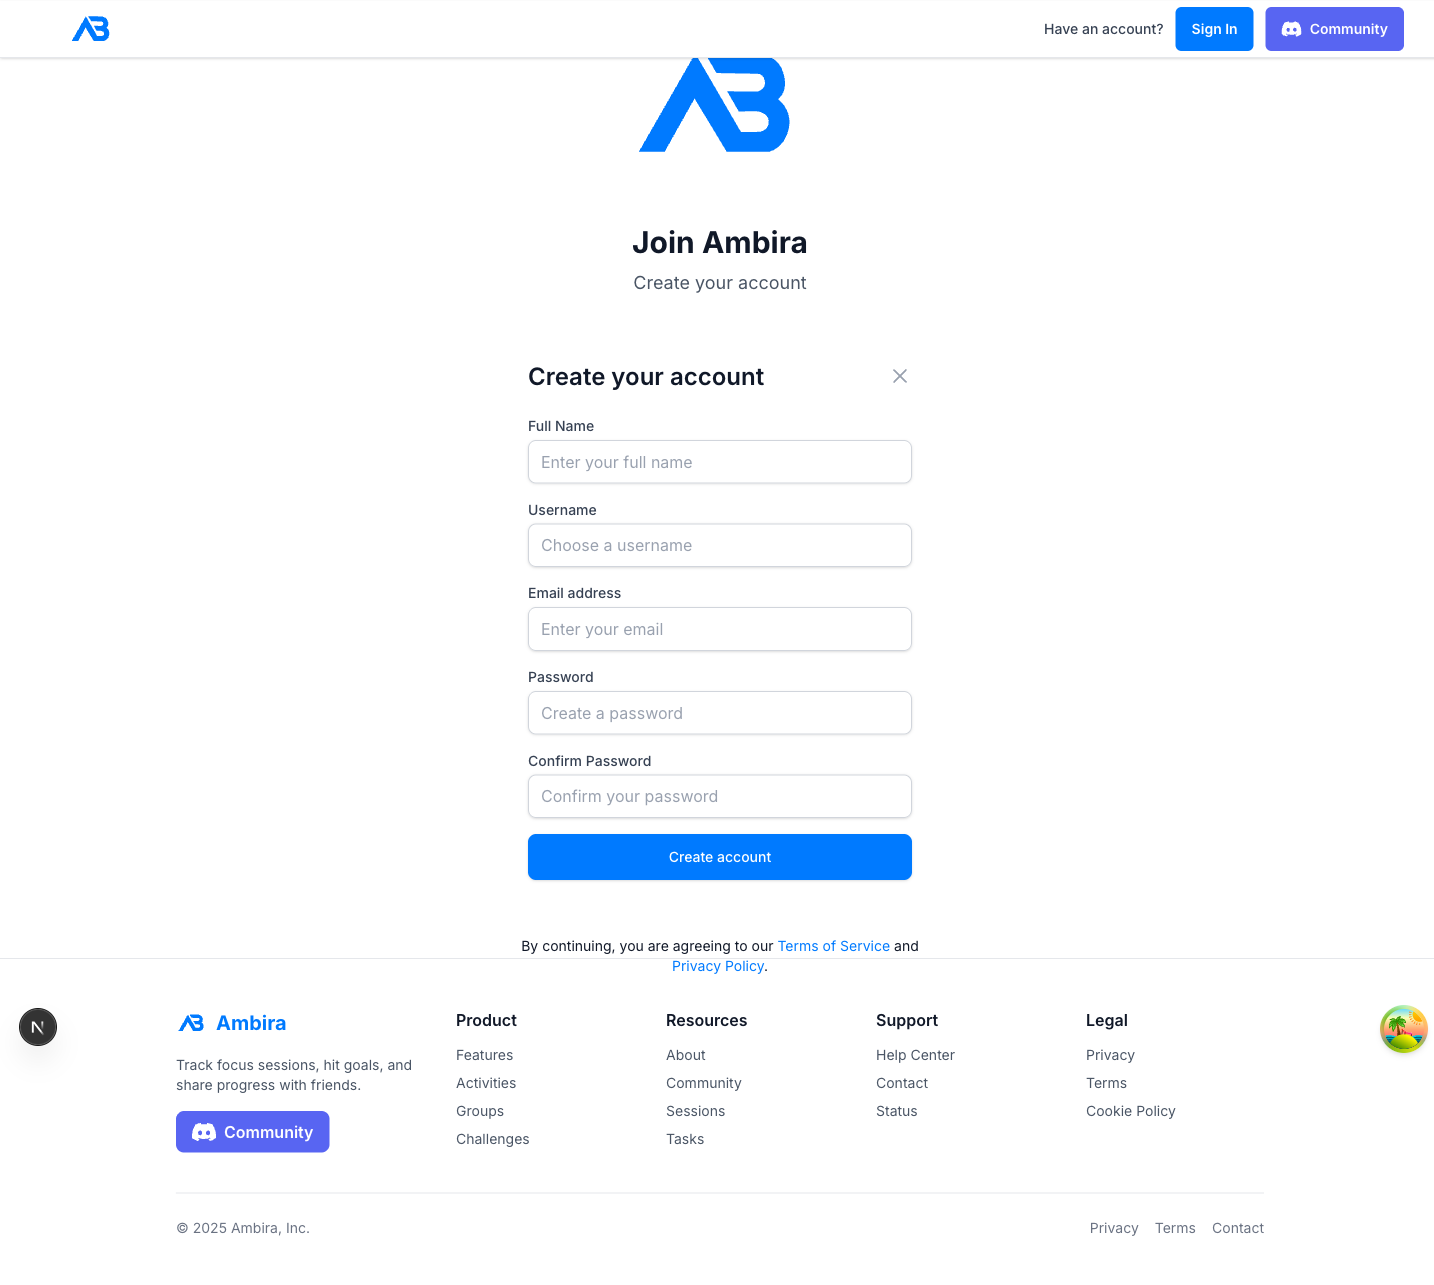 AB
Have an account?
Sign In
Community
AB
Join Ambira
Create your account
Create your account
Full Name
Enter your full name
Username
Choose a username
Email address
Enter your email
Password
Create a password
Confirm Password
Confirm your password
Create account
By continuing, you are agreeing to our Terms of Service and
Privacy Policy.
N
AB Ambira
Track focus sessions, hit goals, and
share progress with friends.
Community
Product
Features
Activities
Groups
Challenges
Resources
About
Community
Sessions
Tasks
Support
Help Center
Contact
Status
Legal
Privacy
Terms
Cookie Policy
© 2025 Ambira, Inc.
Privacy
Terms
Contact